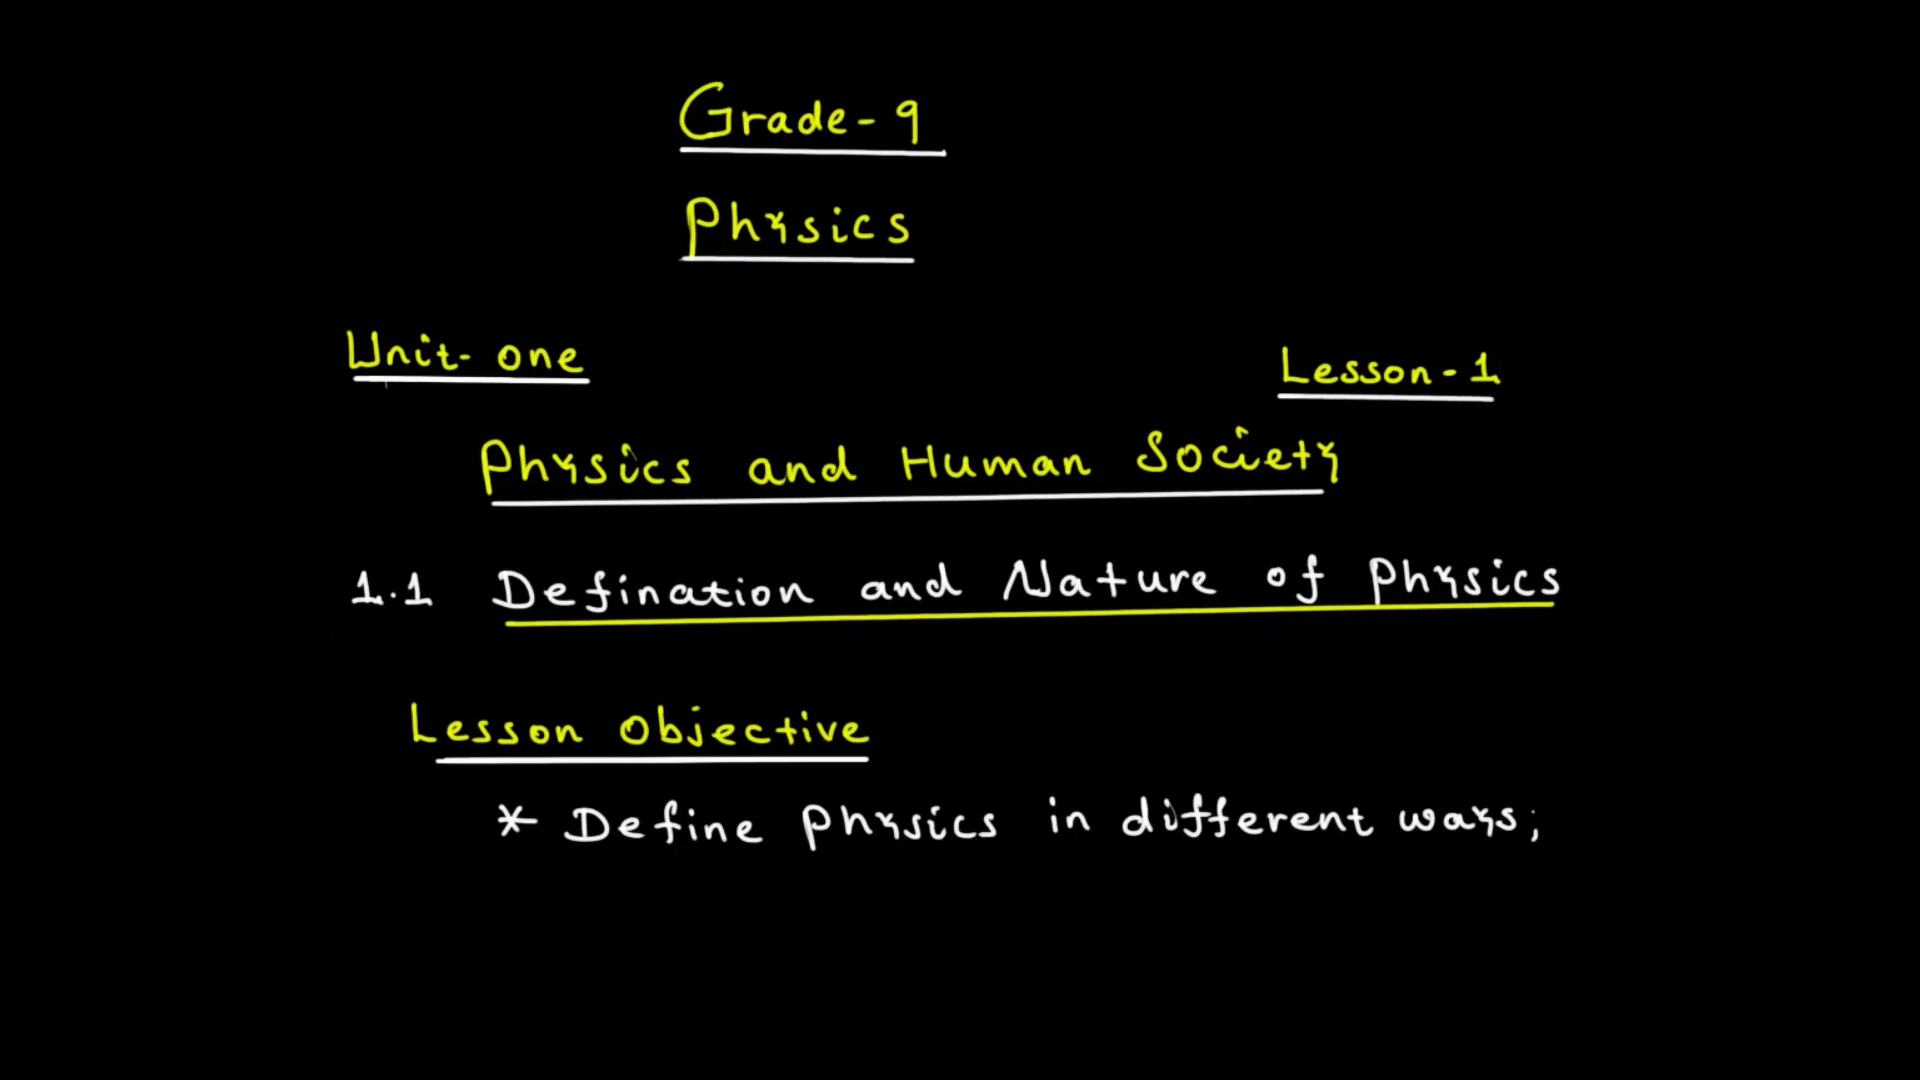 Grade-9
Physics
Unit-one
Lesson-1
Physics and Human Society
1.1 Defination and Nature of physics
Lesson Objective
* Define physics in different ways;